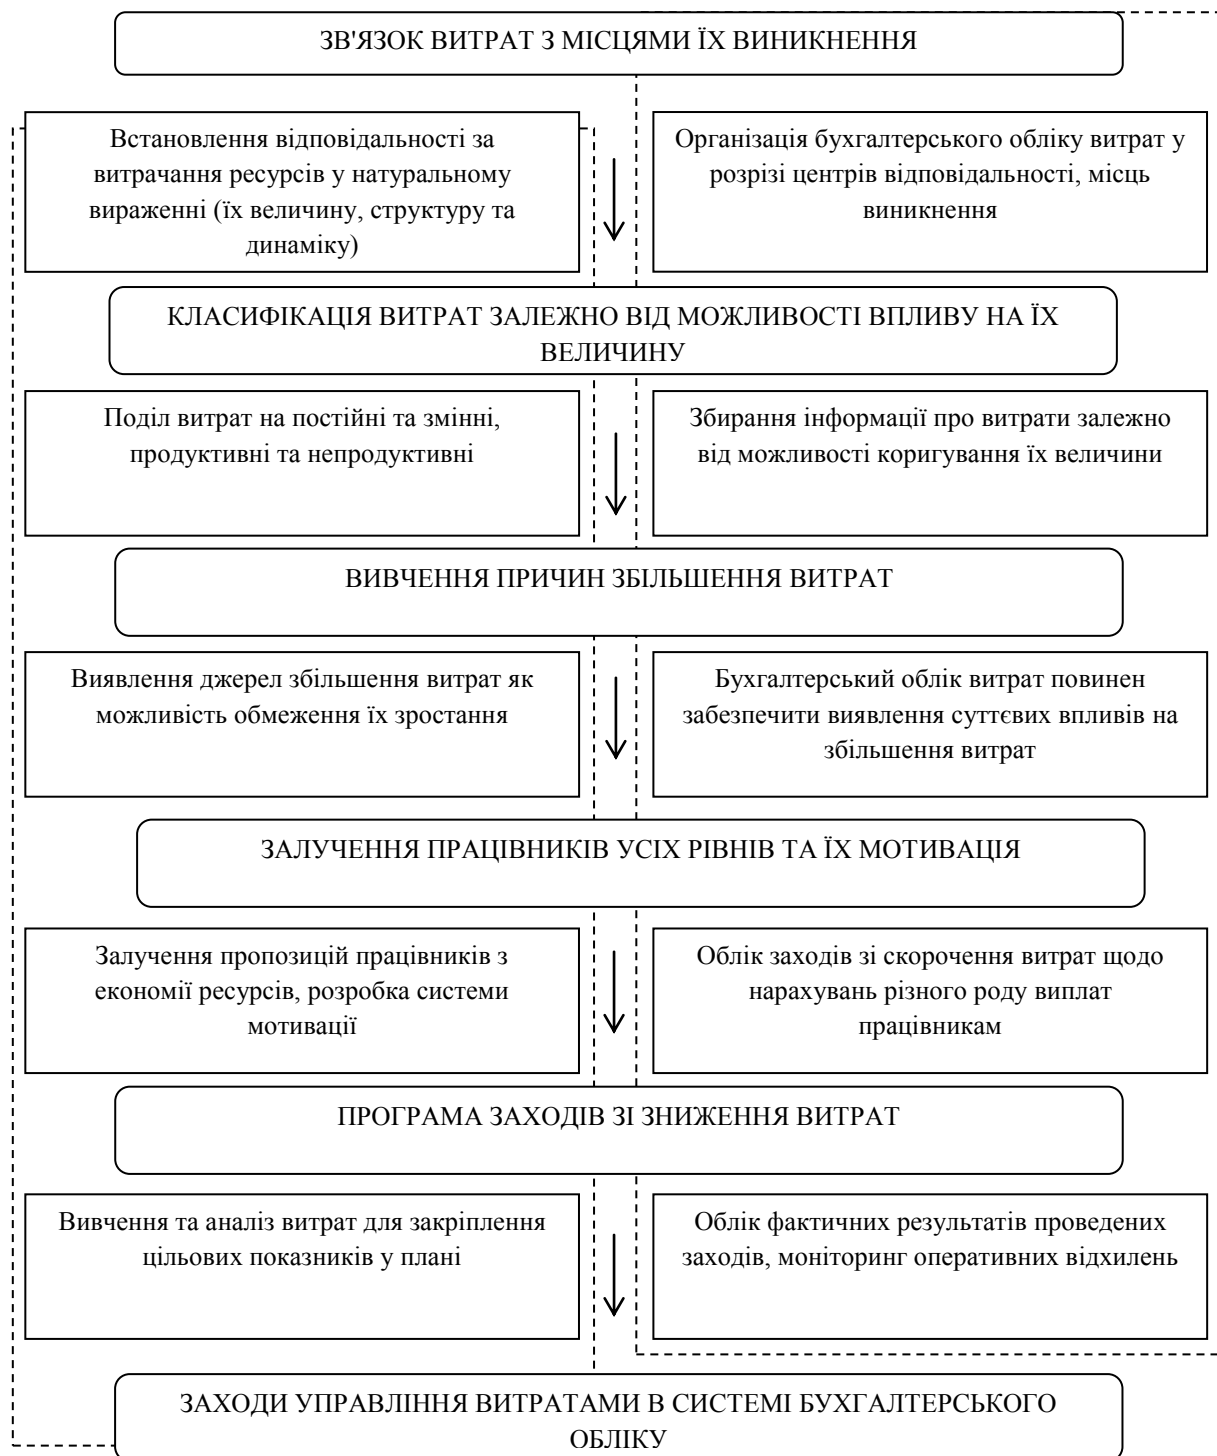 ЗВ'ЯЗОК ВИТРАТ З МІСЦЯМИ ЇХ ВИНИКНЕННЯ
Встановлення відповідальності за
витрачання ресурсів у натуральному
вираженні (їх величину, структуру та
динаміку)
Організація бухгалтерського обліку витрат у
розрізі центрів відповідальності, місць
виникнення
КЛАСИФІКАЦІЯ ВИТРАТ ЗАЛЕЖНО ВІД МОЖЛИВОСТІ ВПЛИВУ НА ЇХ
ВЕЛИЧИНУ
Поділ витрат на постійні та змінні,
продуктивні та непродуктивні
Збирання інформації про витрати залежно
від можливості коригування їх величини
ВИВЧЕННЯ ПРИЧИН ЗБІЛЬШЕННЯ ВИТРАТ
Виявлення джерел збільшення витрат як
можливість обмеження їх зростання
Бухгалтерський облік витрат повинен
забезпечити виявлення суттєвих впливів на
збільшення витрат
ЗАЛУЧЕННЯ ПРАЦІВНИКІВ УСІХ РІВНІВ ТА ЇХ МОТИВАЦІЯ
Залучення пропозицій працівників з
економії ресурсів, розробка системи
мотивації
Облік заходів зі скорочення витрат щодо
нарахувань різного роду виплат
працівникам
ПРОГРАМА ЗАХОДІВ ЗІ ЗНИЖЕННЯ ВИТРАТ
Вивчення та аналіз витрат для закріплення
цільових показників у плані
Облік фактичних результатів проведених
заходів, моніторинг оперативних відхилень
ЗАХОДИ УПРАВЛІННЯ ВИТРАТАМИ В СИСТЕМІ БУХГАЛТЕРСЬКОГО
ОБЛІКУ